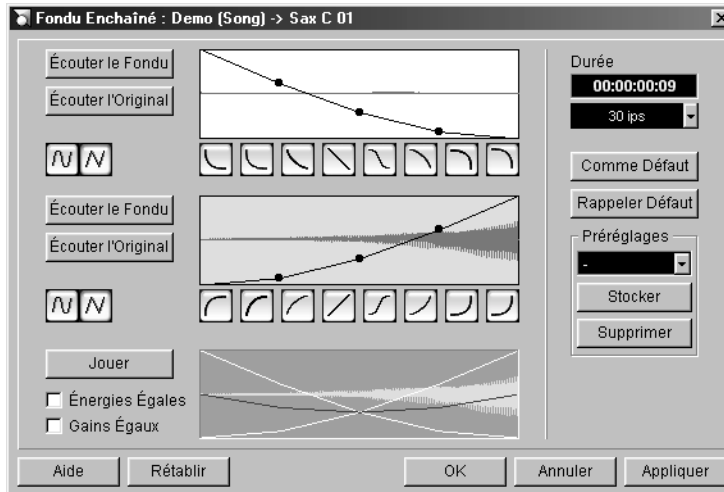 Fondu Enchaîné : Demo (Song) -> Sax C 01
Écouter le Fondu
Écouter l'Original
Durée
00:00:00:09
30 ips
Comme Défaut
Rappeler Défaut
Écouter le Fondu
Écouter l'Original
Préréglages
-
Stocker
Supprimer
Jouer
Énergies Égales
Gains Égaux
Aide
Rétablir
OK
Annuler
Appliquer